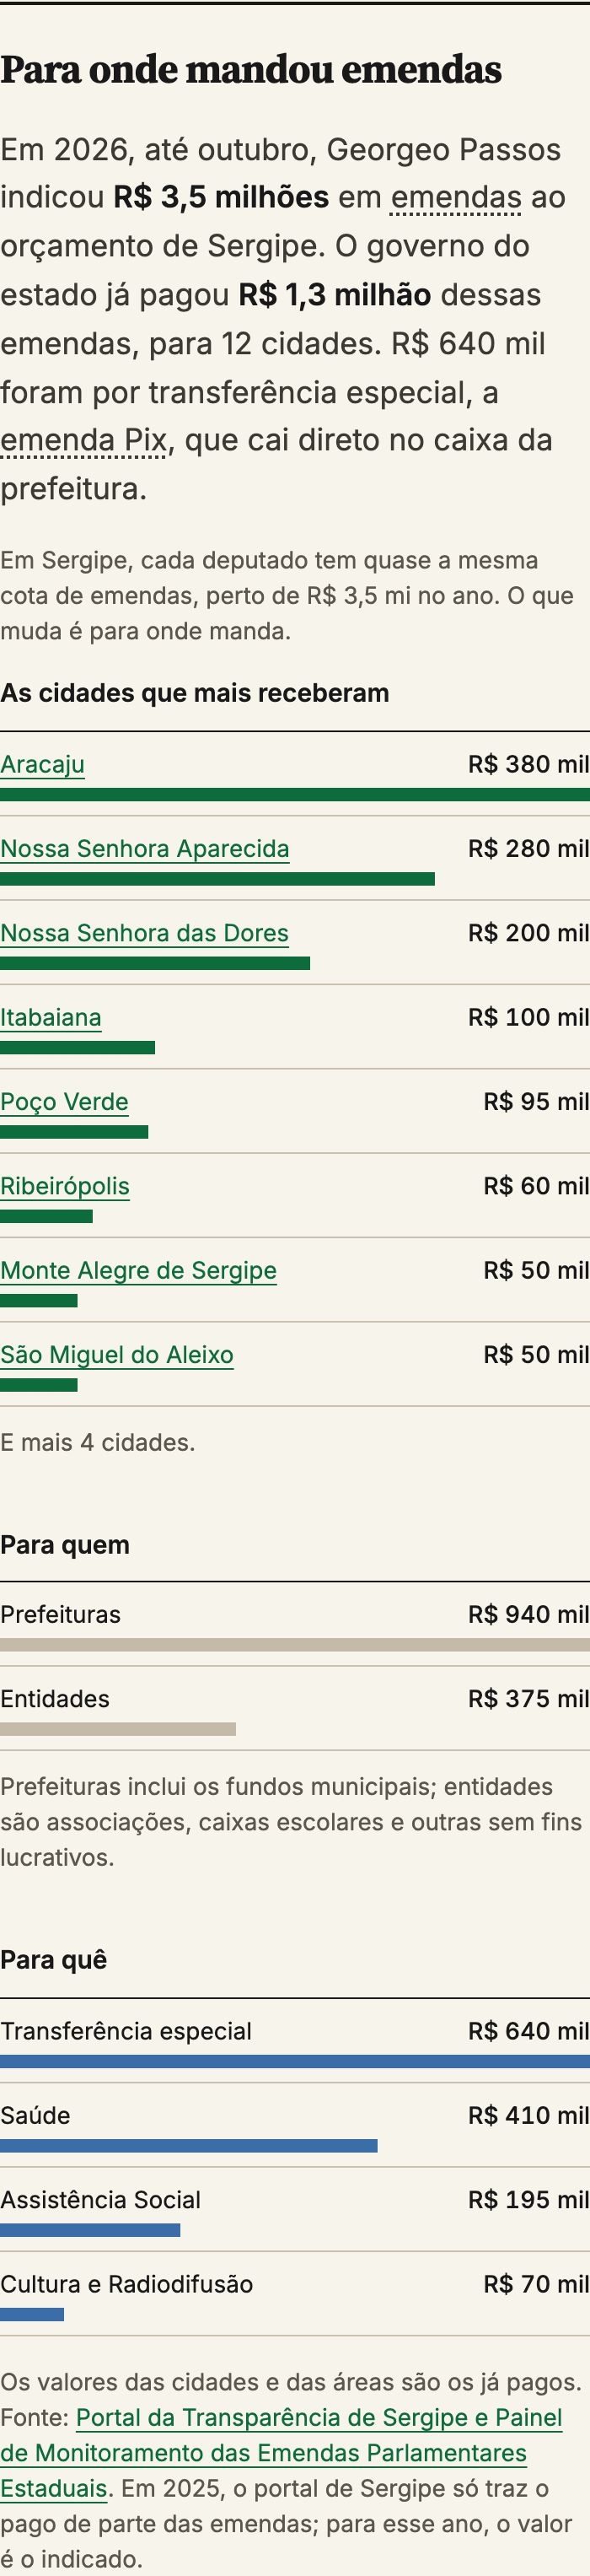 Para onde mandou emendas
Em 2026, até outubro, Georgeo Passos
indicou R$ 3,5 milhões em emendas ao
orçamento de Sergipe. O governo do
estado já pagou R$ 1,3 milhão dessas
emendas, para 12 cidades. R$ 640 mil
foram por transferência especial, a
emenda Pix, que cai direto no caixa da
prefeitura.
Em Sergipe, cada deputado tem quase a mesma
cota de emendas, perto de R$ 3,5 mi no ano. O que
muda é para onde manda.
As cidades que mais receberam
Aracaju R$ 380 mil
Nossa Senhora Aparecida R$ 280 mil
Nossa Senhora das Dores R$ 200 mil
Itabaiana R$ 100 mil
Poço Verde R$ 95 mil
Ribeirópolis R$ 60 mil
Monte Alegre de Sergipe R$ 50 mil
São Miguel do Aleixo R$ 50 mil
E mais 4 cidades.
Para quem
Prefeituras R$ 940 mil
Entidades R$ 375 mil
Prefeituras inclui os fundos municipais; entidades
são associações, caixas escolares e outras sem fins
lucrativos.
Para quê
Transferência especial R$ 640 mil
Saúde R$ 410 mil
Assistência Social R$ 195 mil
Cultura e Radiodifusão R$ 70 mil
Os valores das cidades e das áreas são os já pagos.
Fonte: Portal da Transparência de Sergipe e Painel
de Monitoramento das Emendas Parlamentares
Estaduais. Em 2025, o portal de Sergipe só traz o
pago de parte das emendas; para esse ano, o valor
é o indicado.